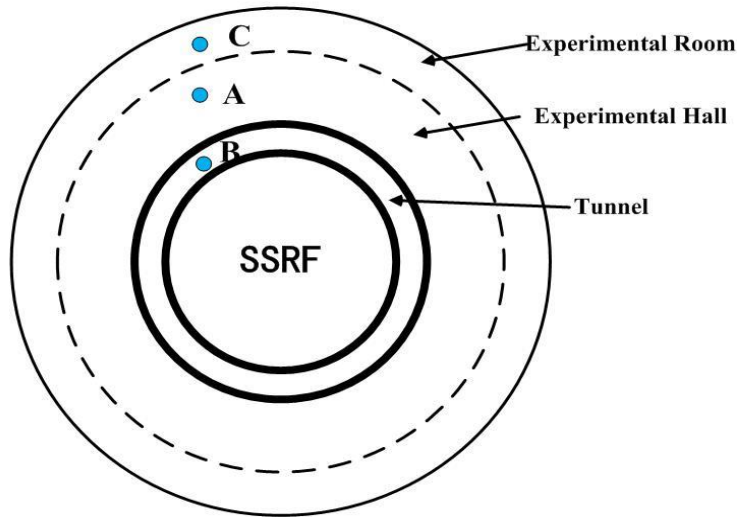 C
Experimental Room
A
Experimental Hall
B
Tunnel
SSRF